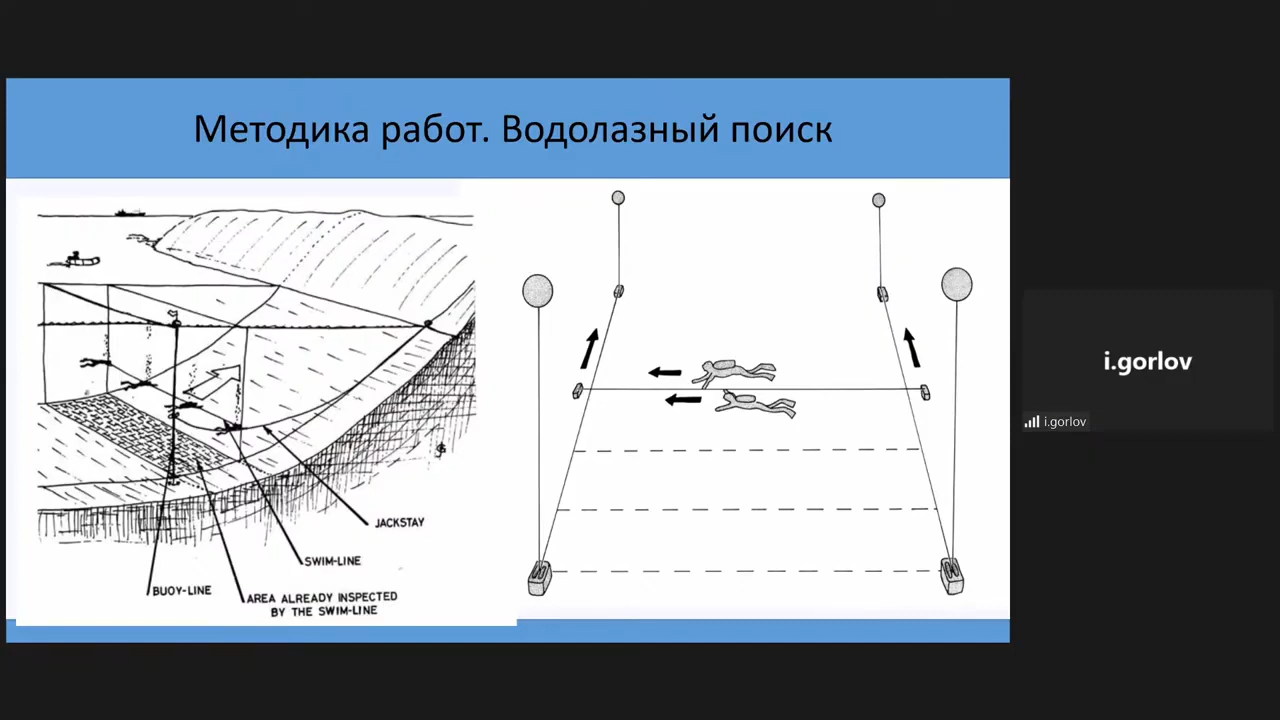 Методика работ. Водолазный поиск
JACKSTAY
SWIM-LINE
BUOY-LINE
AREA ALREADY INSPECTED
BY THE SWIM-LINE
i.gorlov
i.gorlov